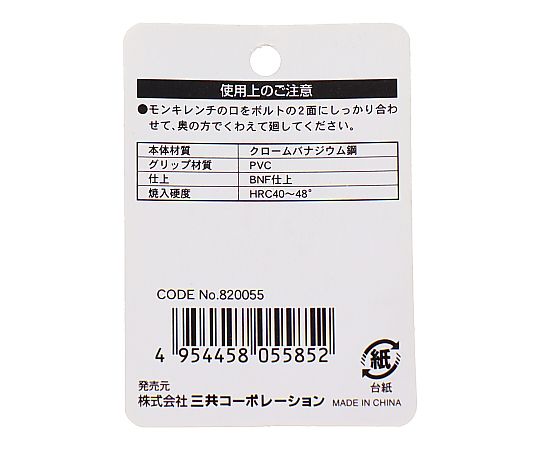 使用上のご注意
●モンキレンチの口をボルトの2面にしっかり合わ
せて、奥の方でくわえて廻してください。
本体材質 クロームバナジウム鋼
グリップ材質 PVC
仕上 BNF仕上
焼入硬度 HRC40〜48°
CODE No.820055
4 954458 055852
紙
台紙
発売元
株式会社 三共コーポレーション MADE IN CHINA